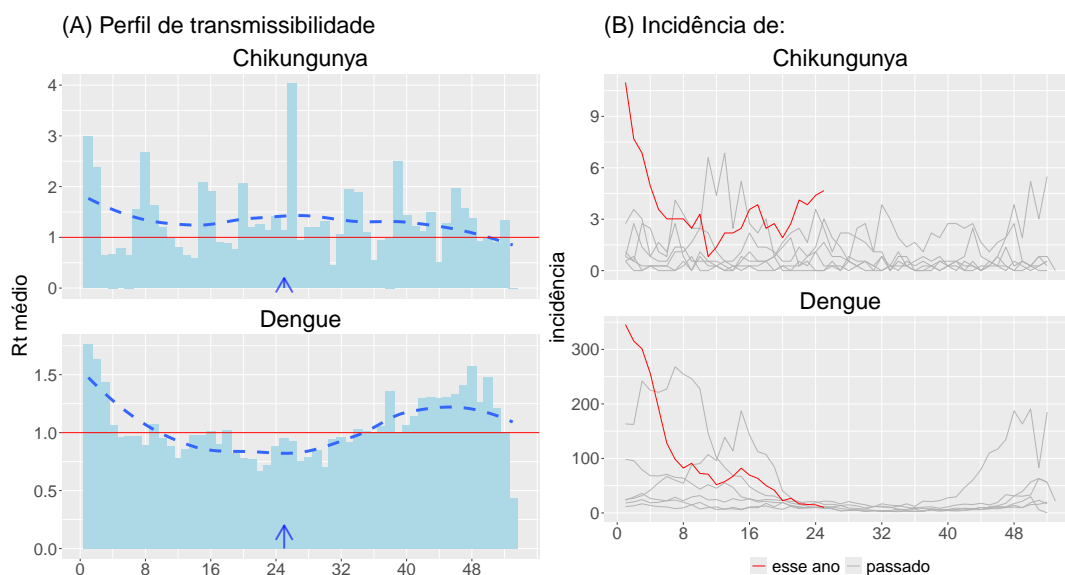 (A) Perfil de transmissibilidade
Chikungunya
4
3
2
1
0
Dengue
1.5
1.0
0.5
0.0
0 8 16 24 32 40 48
Rt médio
(B) Incidência de:
Chikungunya
9
6
3
0
Dengue
300
200
100
0
0 8 16 24 32 40 48
incidência
esse ano passado